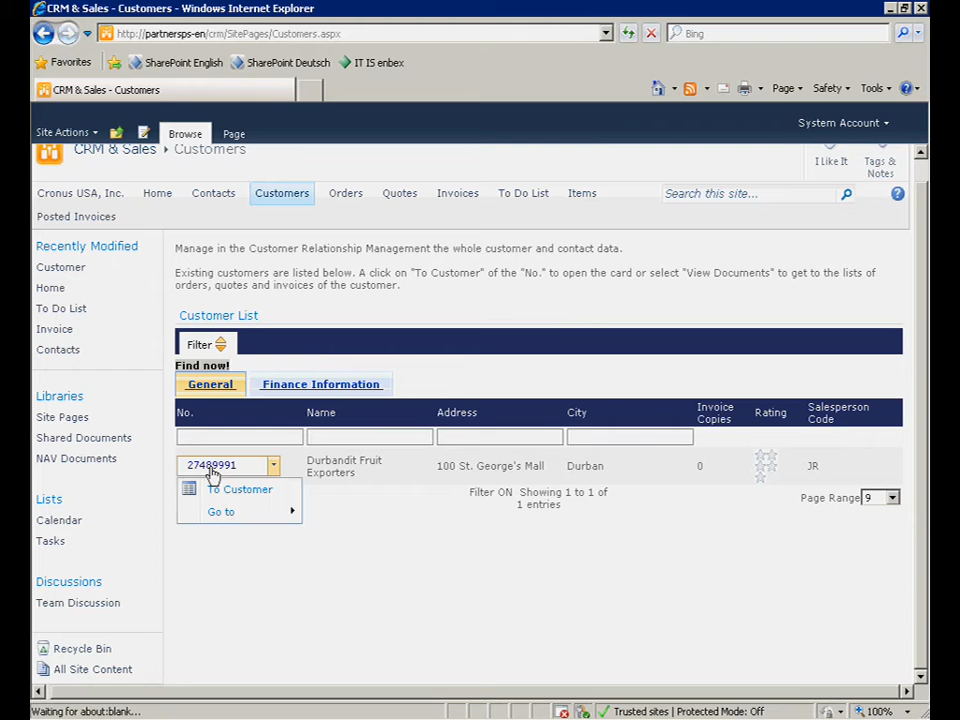 CRM & Sales - Customers - Windows Internet Explorer
http://partnersps-en/crm/SitePages/Customers.aspx
Bing
Favorites SharePoint English SharePoint Deutsch IT IS enbex
CRM & Sales - Customers
Page Safety Tools
System Account
Site Actions Browse Page
CRM & Sales Customers
I Like It Tags & Notes
Cronus USA, Inc. Home Contacts Customers Orders Quotes Invoices To Do List Items Search this site...
Posted Invoices
Recently Modified
Customer
Home
To Do List
Invoice
Contacts
Libraries
Site Pages
Shared Documents
NAV Documents
Lists
Calendar
Tasks
Discussions
Team Discussion
Recycle Bin
All Site Content
Manage in the Customer Relationship Management the whole customer and contact data.
Existing customers are listed below. A click on "To Customer" of the "No." to open the card or select "View Documents" to get to the lists of
orders, quotes and invoices of the customer.
Customer List
Filter
Find now!
General Finance Information
No. Name Address City Invoice Copies Rating Salesperson Code
27489991 Durbandit Fruit Exporters 100 St. George's Mall Durban 0 JR
To Customer
Go to
Filter ON Showing 1 to 1 of
1 entries
Page Range 9
Waiting for about:blank... Trusted sites | Protected Mode: Off 100%